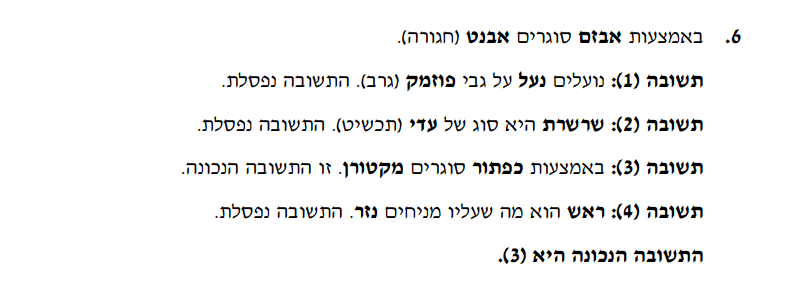 6. באמצעות אבזם סוגרים אבנט (חגורה).
תשובה (1): נועלים נעל על גבי פוזמק (גרב). התשובה נפסלת.
תשובה (2): שרשרת היא סוג של עדי (תכשיט). התשובה נפסלת.
תשובה (3): באמצעות כפתור סוגרים מקטורן. זו התשובה הנכונה.
תשובה (4): ראש הוא מה שעליו מניחים נזר. התשובה נפסלת.
התשובה הנכונה היא (3).